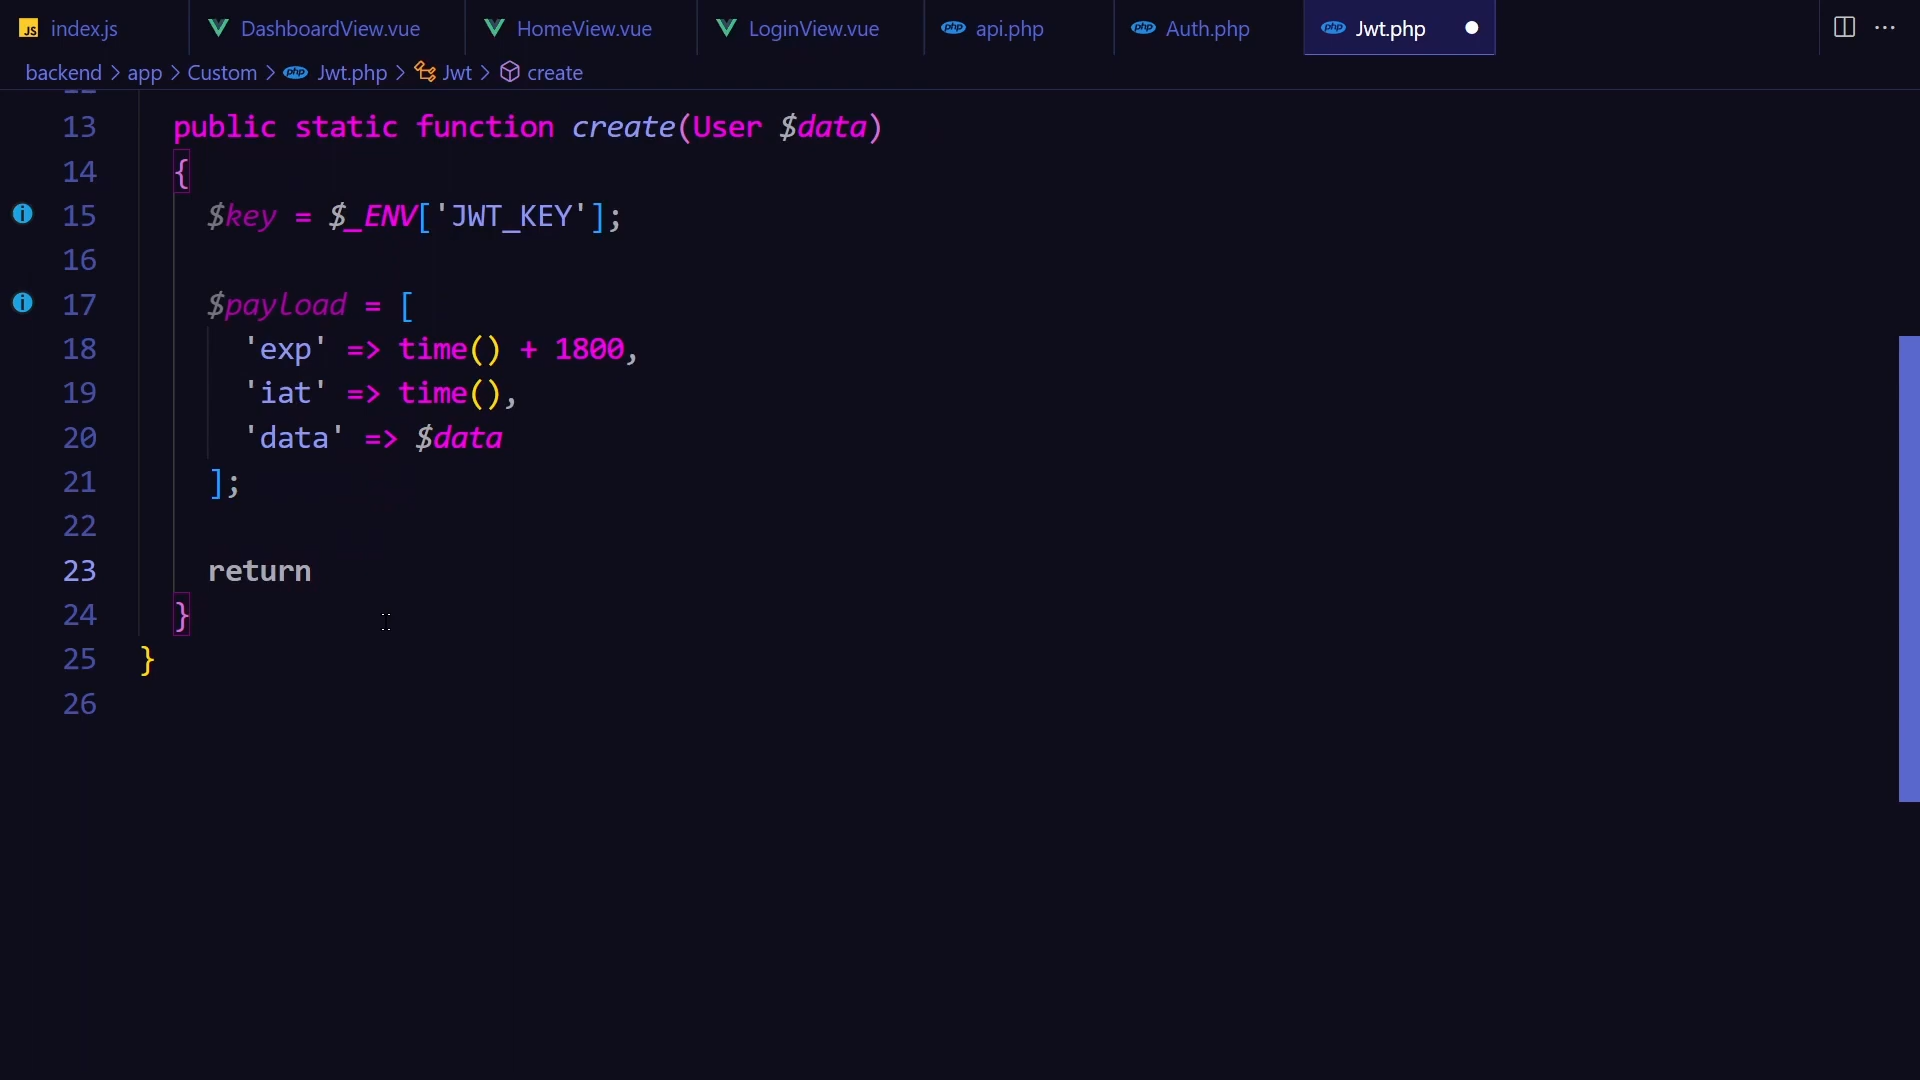 index.js DashboardView.vue HomeView.vue LoginView.vue api.php Auth.php Jwt.php
backend > app > Custom > Jwt.php > Jwt > create
13 public static function create(User $data)
14 {
15 $key = $_ENV['JWT_KEY'];
16
17 $payload = [
18 'exp' => time() + 1800,
19 'iat' => time(),
20 'data' => $data
21 ];
22
23 return
24 }
25 }
26